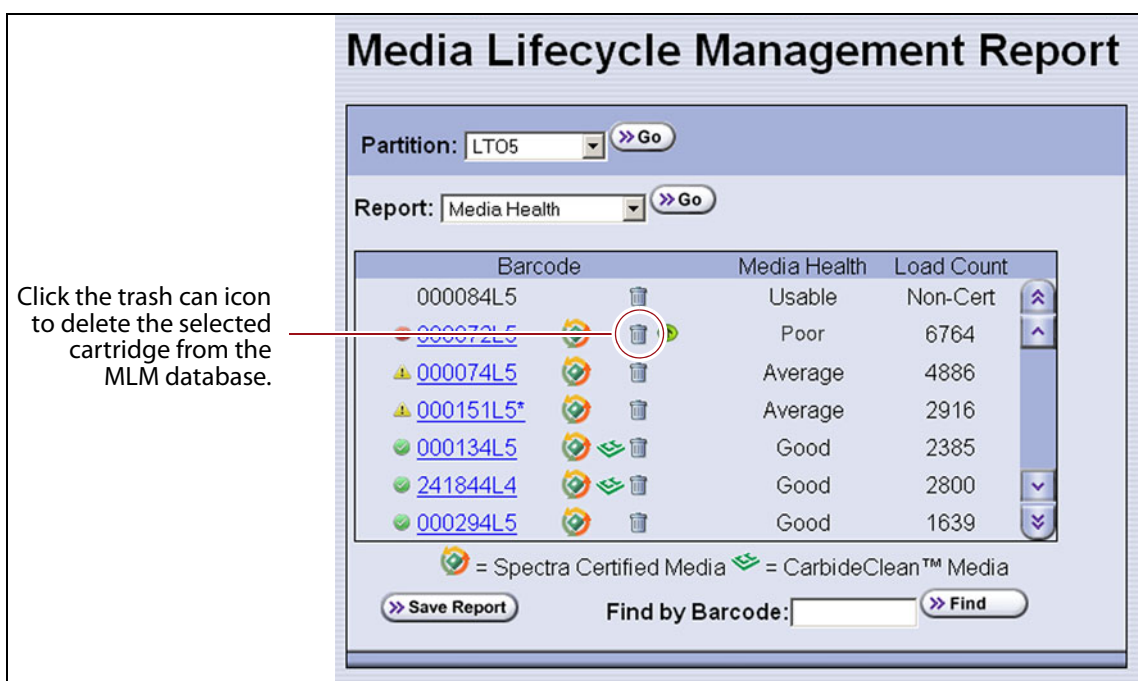 Media Lifecycle Management Report
Partition: LTO5 Go
Report: Media Health Go
Click the trash can icon
to delete the selected
cartridge from the
MLM database.
Barcode Media Health Load Count
000084L5 Usable Non-Cert
000072L5 Poor 6764
000074L5 Average 4886
000151L5* Average 2916
000134L5 Good 2385
241844L4 Good 2800
000294L5 Good 1639
= Spectra Certified Media = CarbideClean™ Media
Save Report Find by Barcode: Find